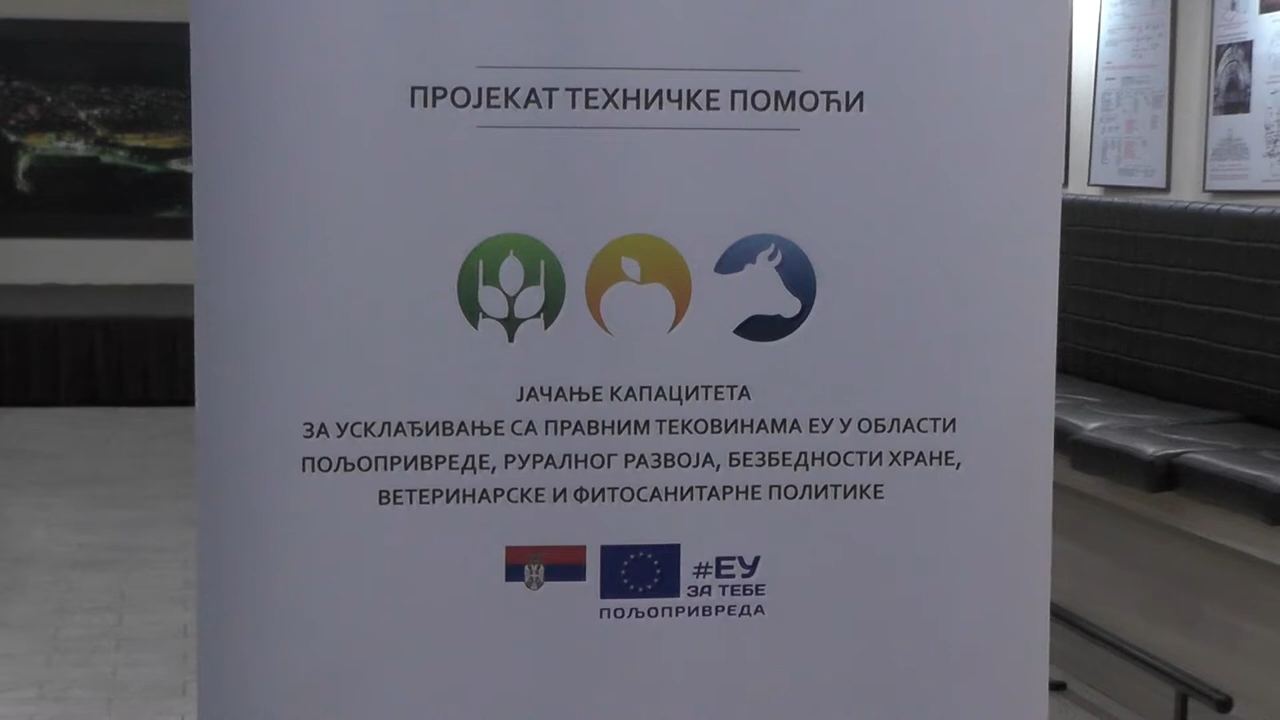 ПРОЈЕКАТ ТЕХНИЧКЕ ПОМОЋИ
ЈАЧАЊЕ КАПАЦИТЕТА
ЗА УСКЛАЂИВАЊЕ СА ПРАВНИМ ТЕКОВИНАМА ЕУ У ОБЛАСТИ
ПОЉОПРИВРЕДЕ, РУРАЛНОГ РАЗВОЈА, БЕЗБЕДНОСТИ ХРАНЕ,
ВЕТЕРИНАРСКЕ И ФИТОСАНИТАРНЕ ПОЛИТИКЕ
#ЕУ
ЗА ТЕБЕ
ПОЉОПРИВРЕДА